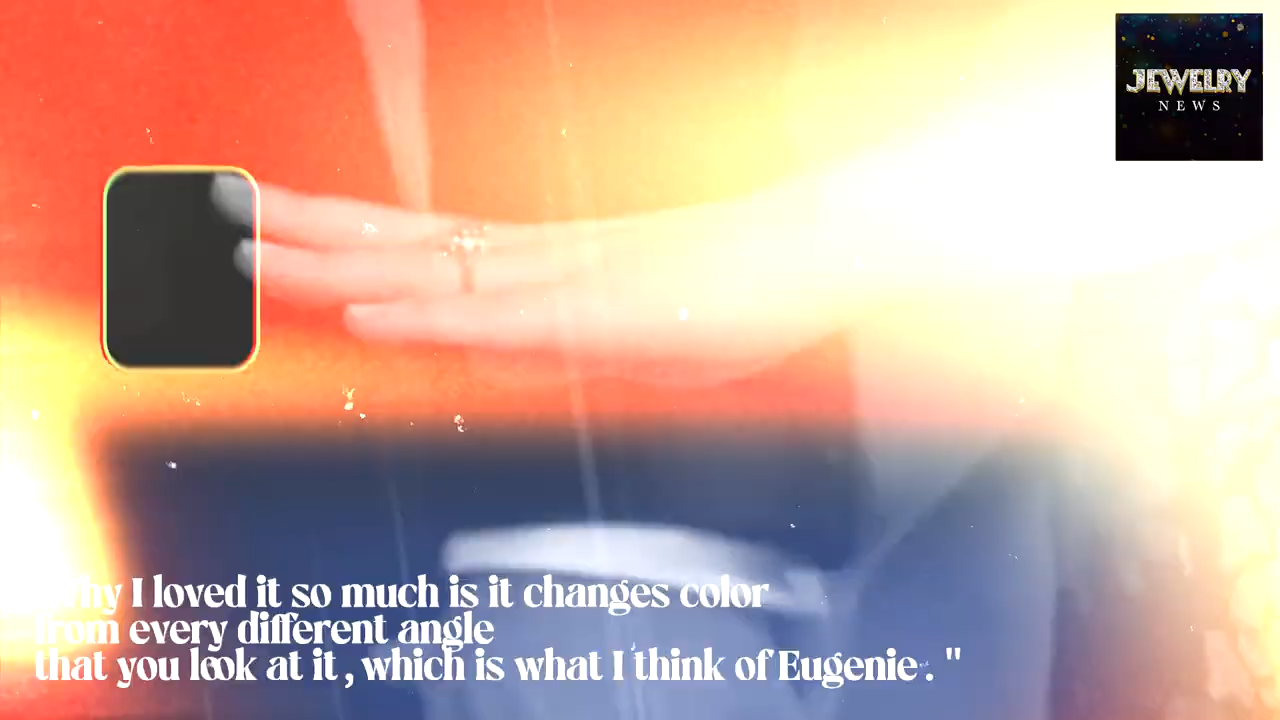 JEWELRY
NEWS
Why I loved it so much is it changes color
from every different angle
that you look at it, which is what I think of Eugenie. "